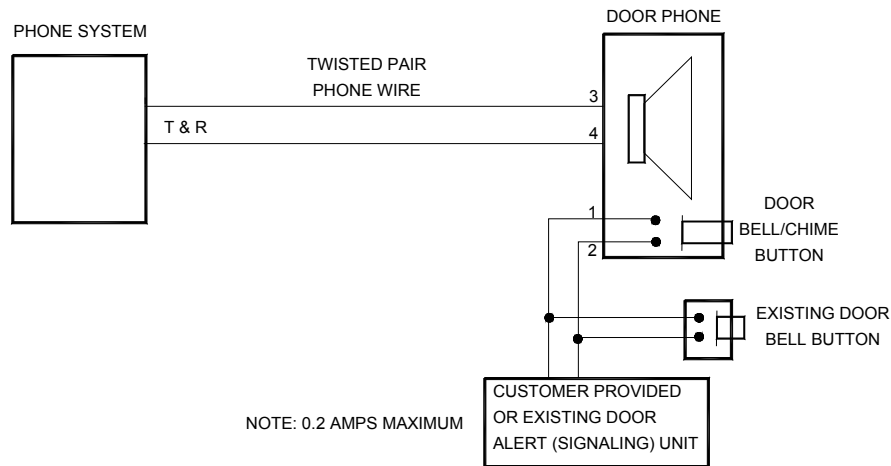 DOOR PHONE
PHONE SYSTEM
TWISTED PAIR
PHONE WIRE
3
T & R
4
1
2
DOOR
BELL/CHIME
BUTTON
EXISTING DOOR
BELL BUTTON
CUSTOMER PROVIDED
OR EXISTING DOOR
ALERT (SIGNALING) UNIT
NOTE: 0.2 AMPS MAXIMUM